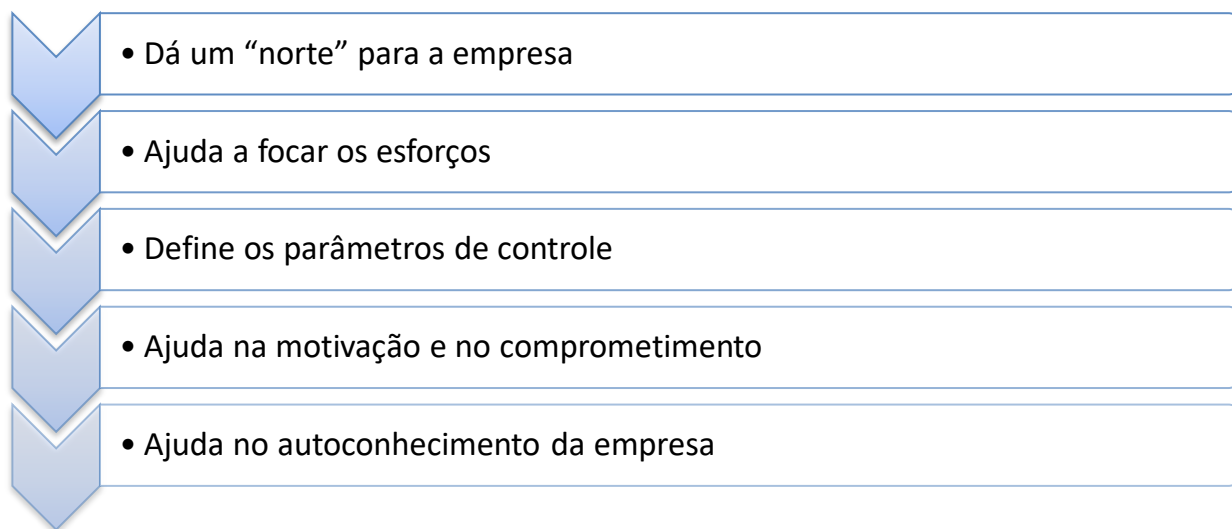 • Dá um “norte” para a empresa
• Ajuda a focar os esforços
• Define os parâmetros de controle
• Ajuda na motivação e no comprometimento
• Ajuda no autoconhecimento da empresa